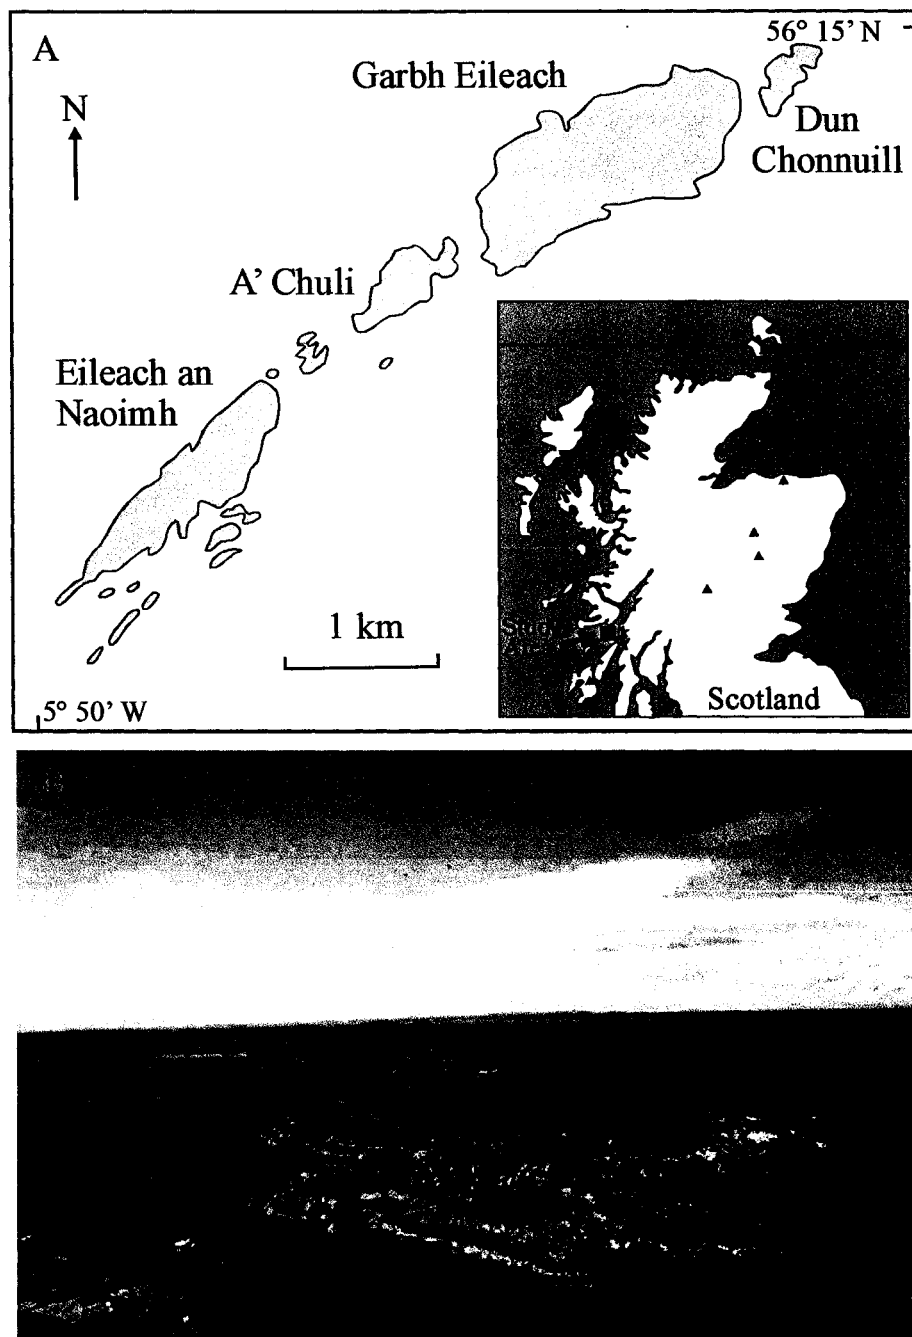 A
56° 15' N
Garbh Eileach
N
Dun
Chonnuill
A' Chuli
Eileach an
Naoimh
1 km
5° 50' W
Scotland